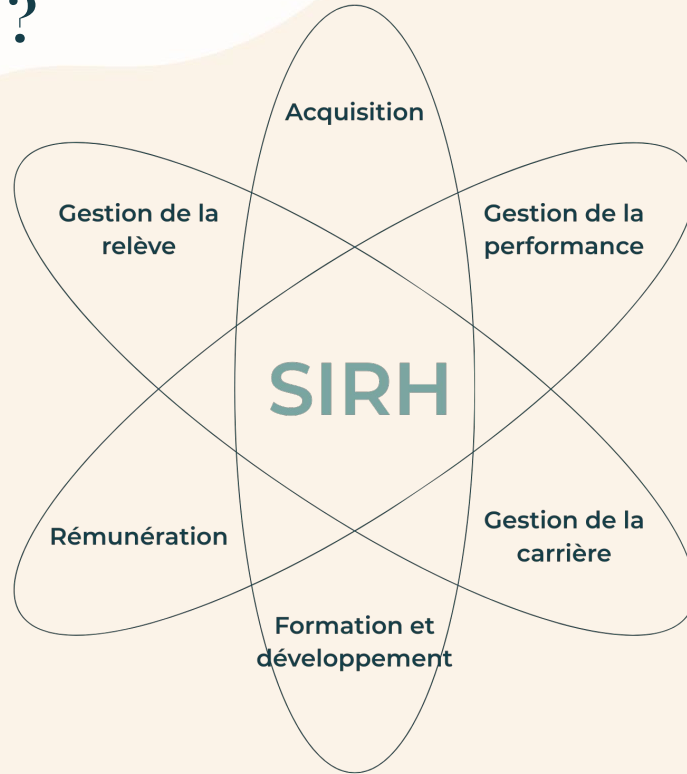 ?
Acquisition
Gestion de la
relève
Gestion de la
performance
SIRH
Rémunération
Gestion de la
carrière
Formation et
développement